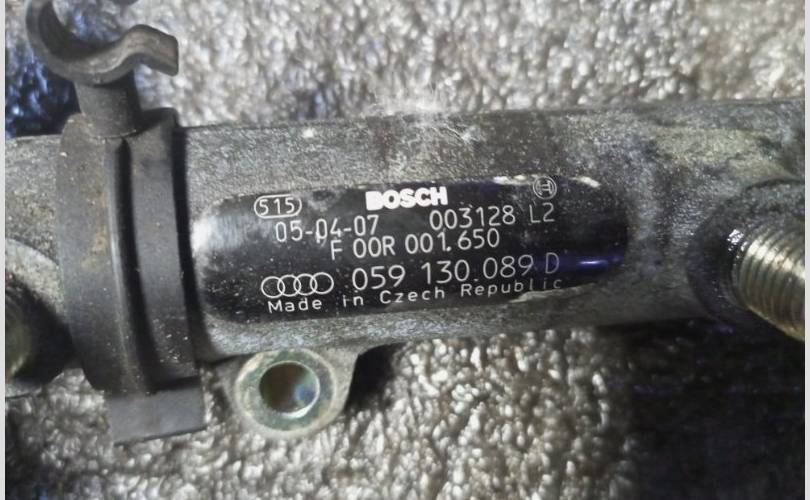 BOSCH
515
05-04-07 003128 L2
F 00R 001.650
059 130 089 D
Made in Czech Republic